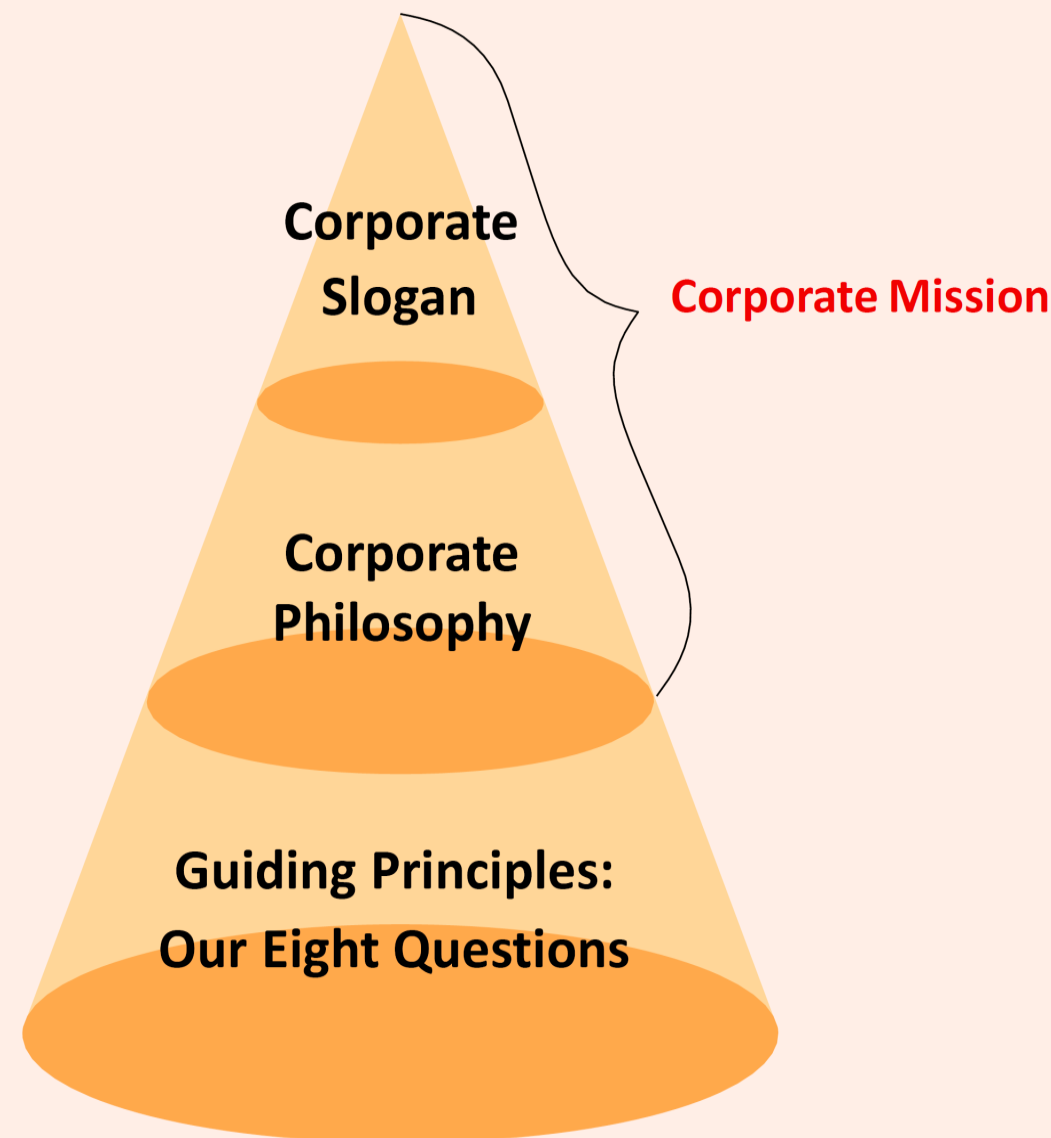 Corporate
Slogan
Corporate Mission
Corporate
Philosophy
Guiding Principles:
Our Eight Questions